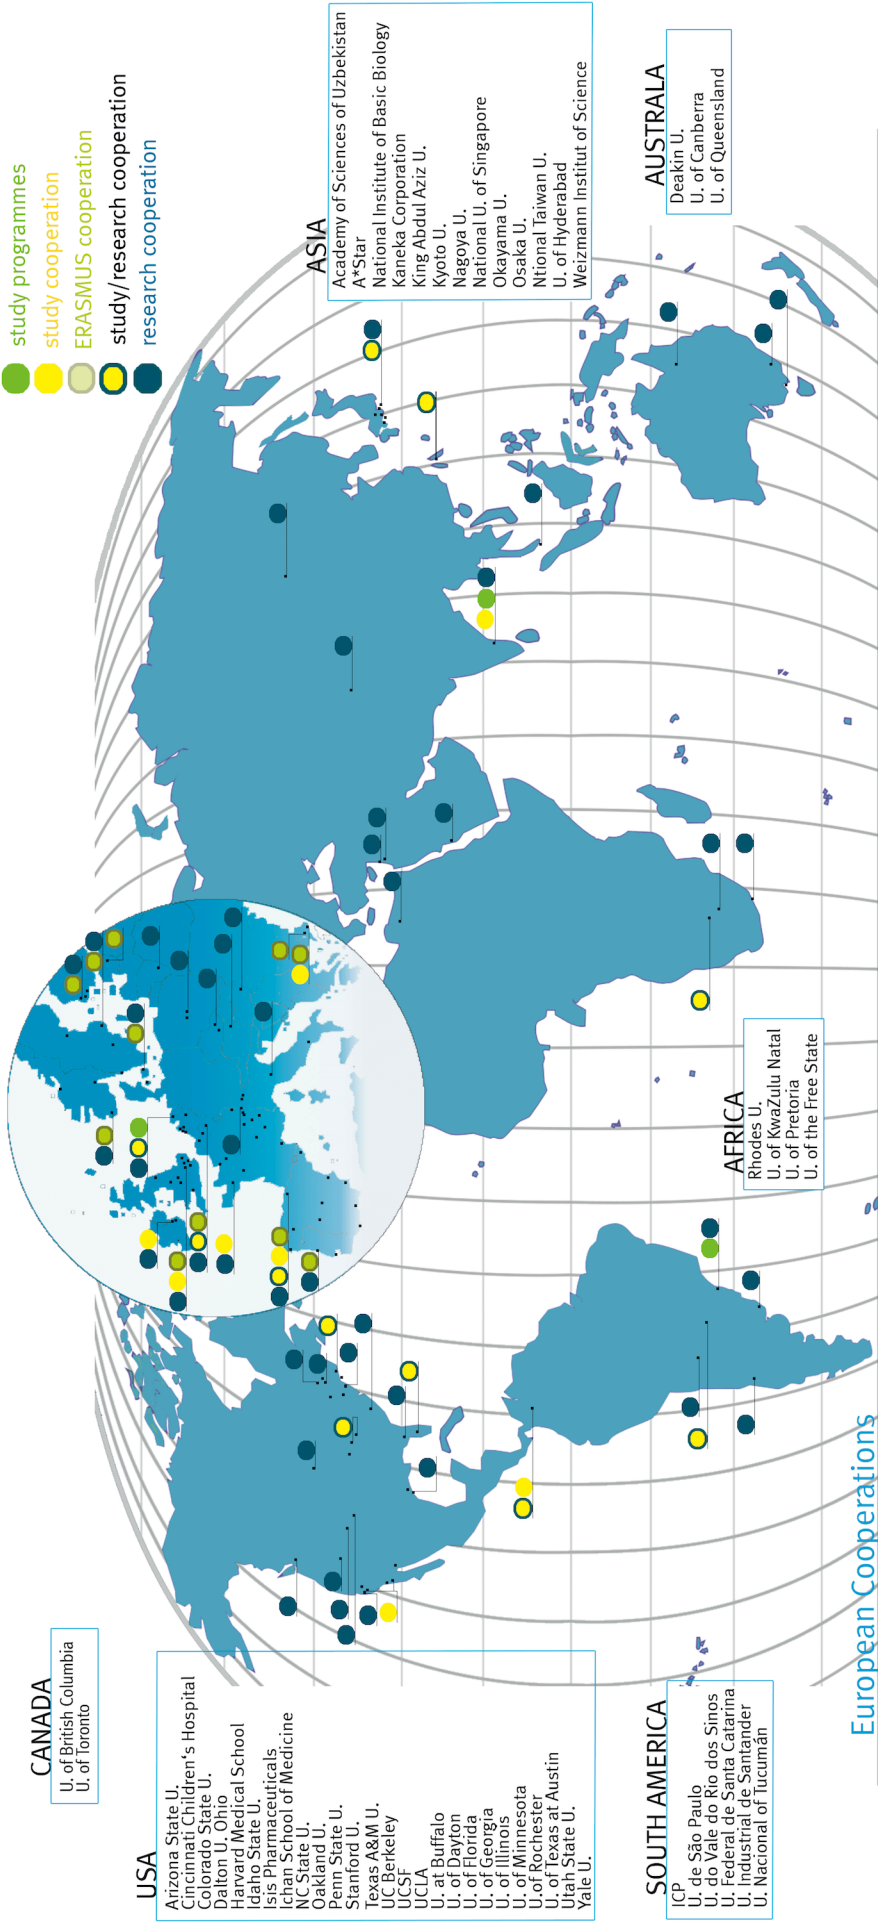 study programmes
study cooperation
ERASMUS cooperation
study/research cooperation
research cooperation
CANADA
U. of British Columbia
U. of Toronto
USA
Arizona State U.
Cincinnati Children's Hospital
Colorado State U.
Dalton U. Ohio
Harvard Medical School
Idaho State U.
Isis Pharmaceuticals
Ichan School of Medicine
NC State U.
Oakland U.
Penn State U.
Stanford U.
Texas A&M U.
UC Berkeley
UCSF
UCLA
U. at Buffalo
U. of Dayton
U. of Florida
U. of Georgia
U. of Illinois
U. of Minnesota
U.of Rochester
U. of Texas at Austin
Utah State U.
Yale U.
SOUTH AMERICA
ICP
U. de São Paulo
U. do Vale do Rio dos Sinos
U. Federal de Santa Catarina
U. Industrial de Santander
U. Nacional of Tucumán
AFRICA
Rhodes U.
U. of KwaZulu Natal
U. of Pretoria
U. of the Free State
ASIA
Academy of Sciences of Uzbekistan
A*Star
National Institute of Basic Biology
Kaneka Corporation
King Abdul Aziz U.
Kyoto U.
Nagoya U.
National U. of Singapore
Okayama U.
Osaka U.
Ntional Taiwan U.
U. of Hyderabad
Weizmann Institut of Science
AUSTRALA
Deakin U.
U. of Canberra
U. of Queensland
European Cooperations